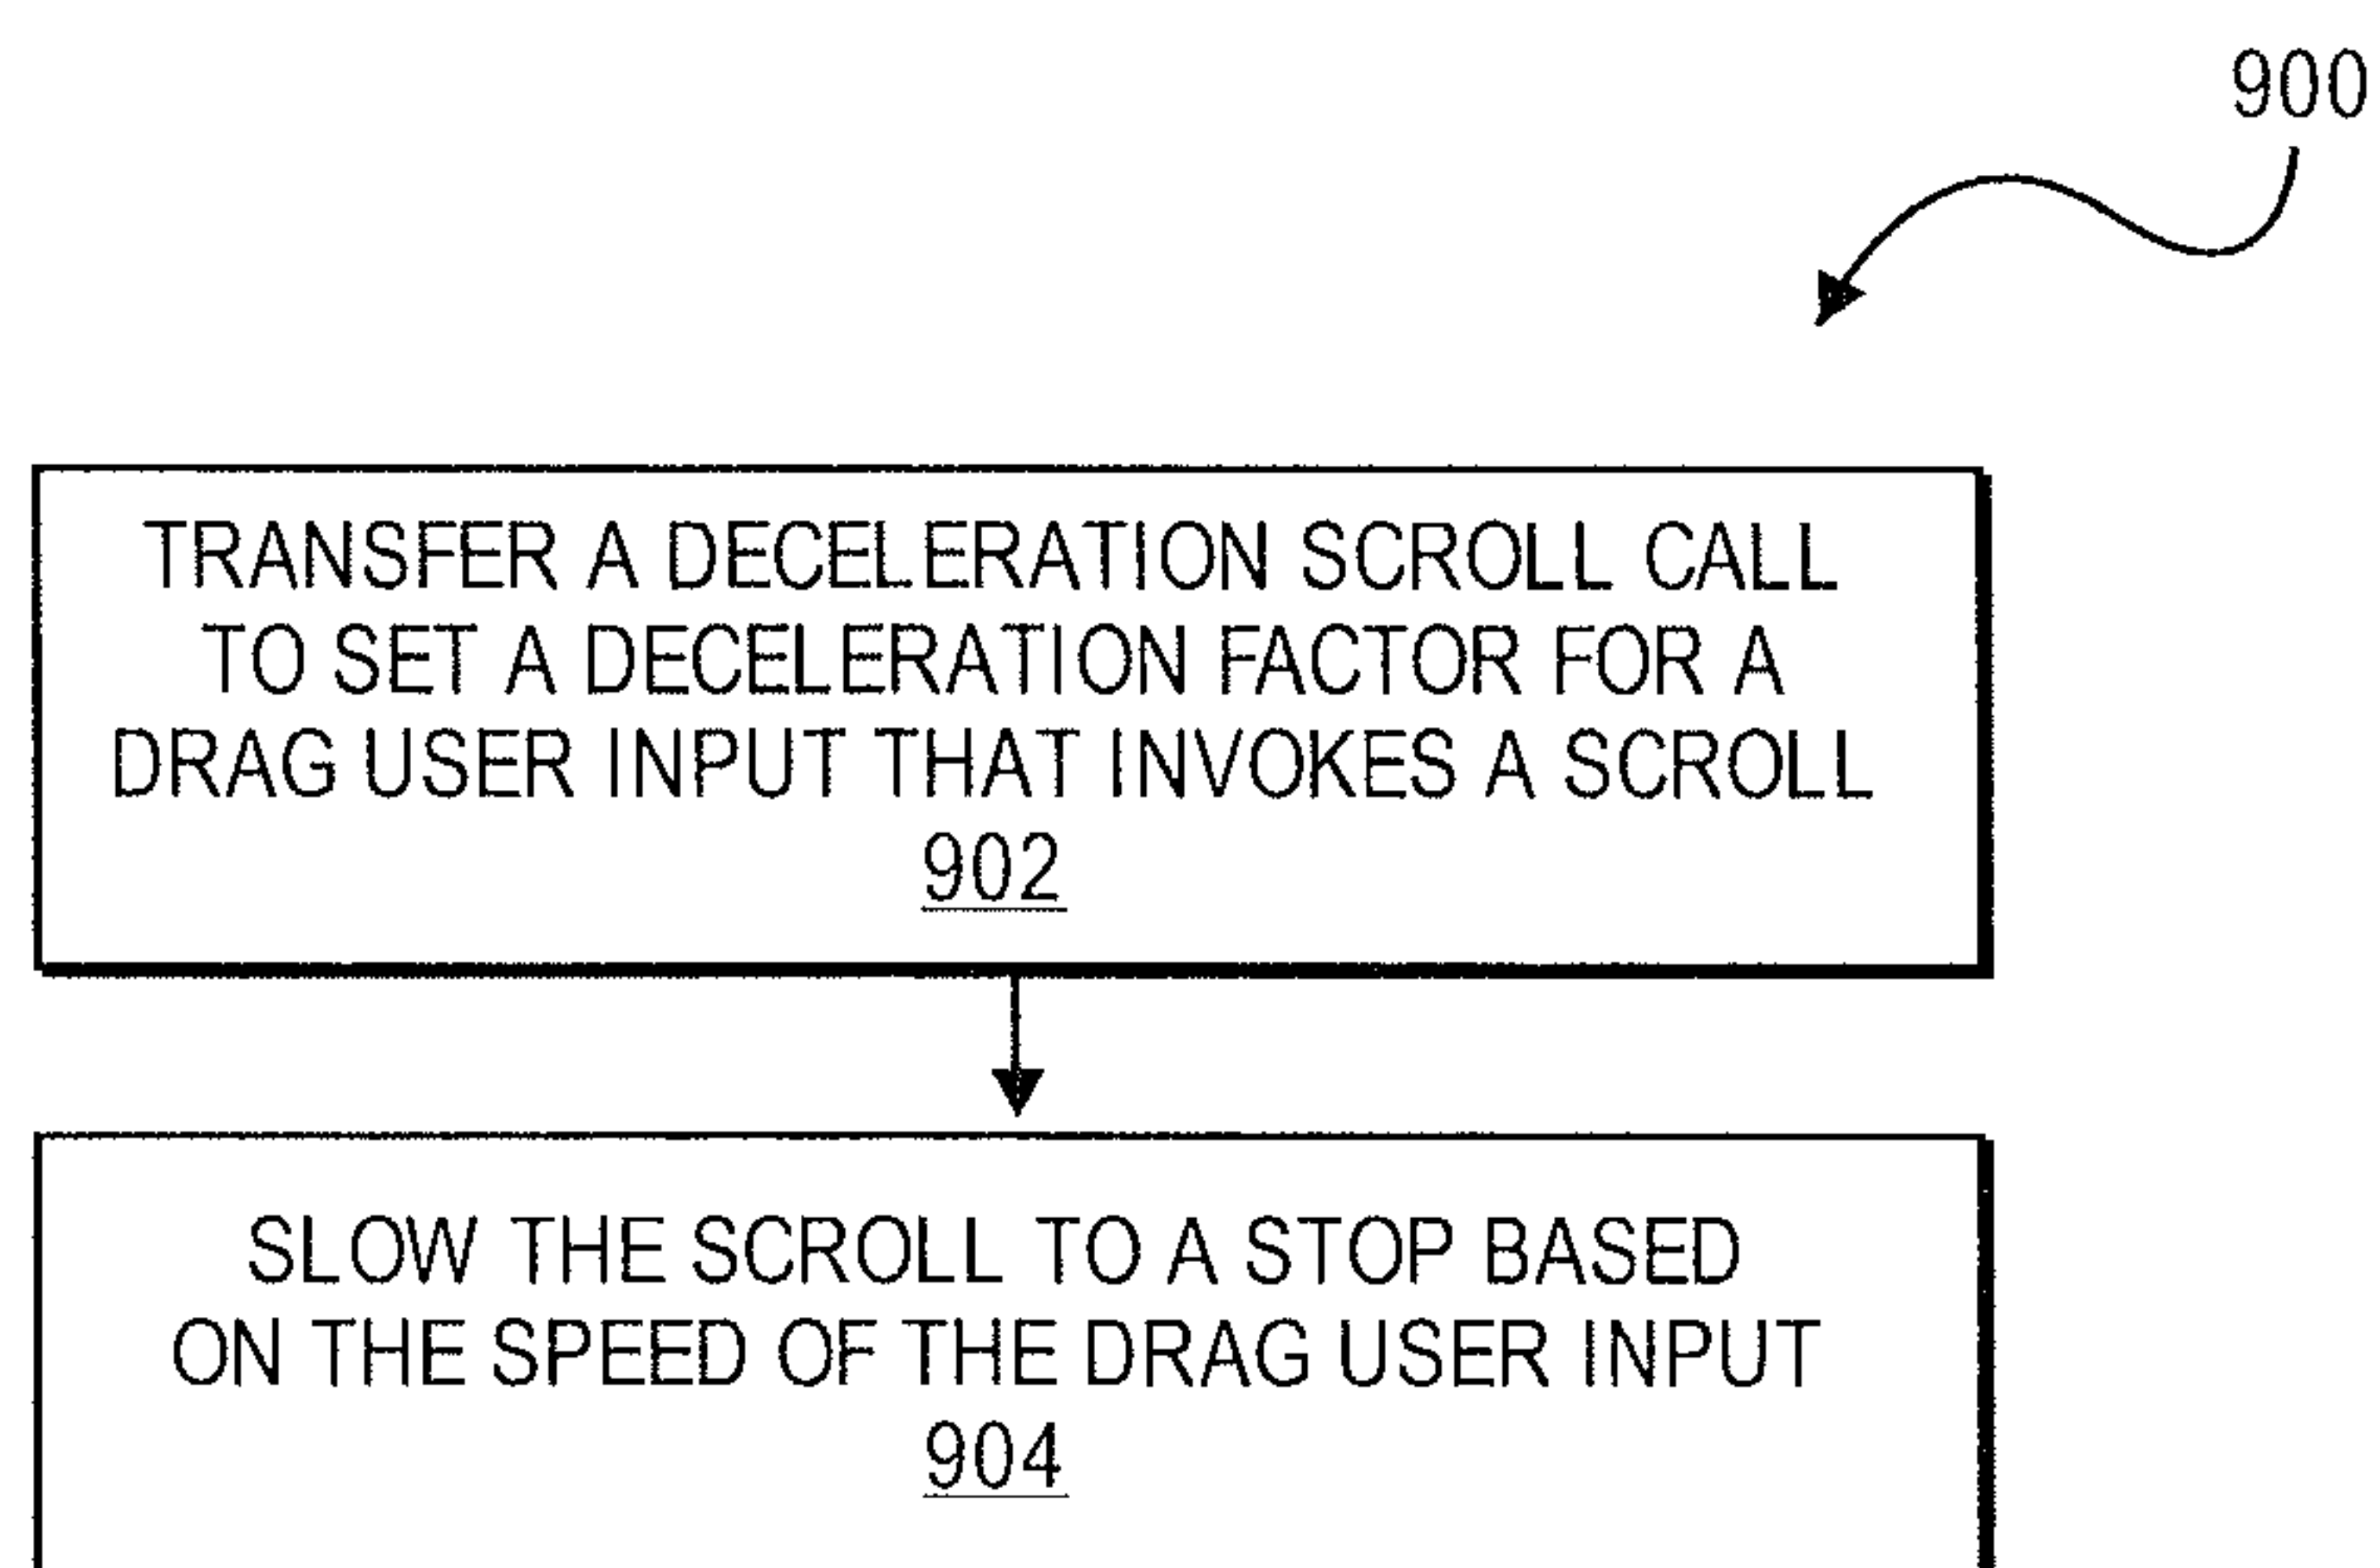 900
TRANSFER A DECELERATION SCROLL CALL
TO SET A DECELERATION FACTOR FOR A
DRAG USER INPUT THAT INVOKES A SCROLL
902
SLOW THE SCROLL TO A STOP BASED
ON THE SPEED OF THE DRAG USER INPUT
904